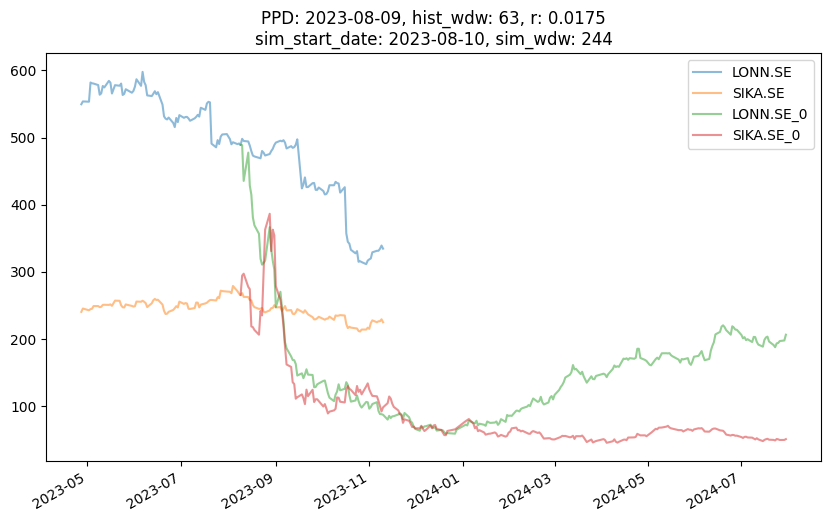 PPD: 2023-08-09, hist_wdw: 63, r: 0.0175
sim_start_date: 2023-08-10, sim_wdw: 244
LONN.SE
SIKA.SE
LONN.SE_0
SIKA.SE_0
600
500
400
300
200
100
2023-05
2023-07
2023-09
2023-11
2024-01
2024-03
2024-05
2024-07